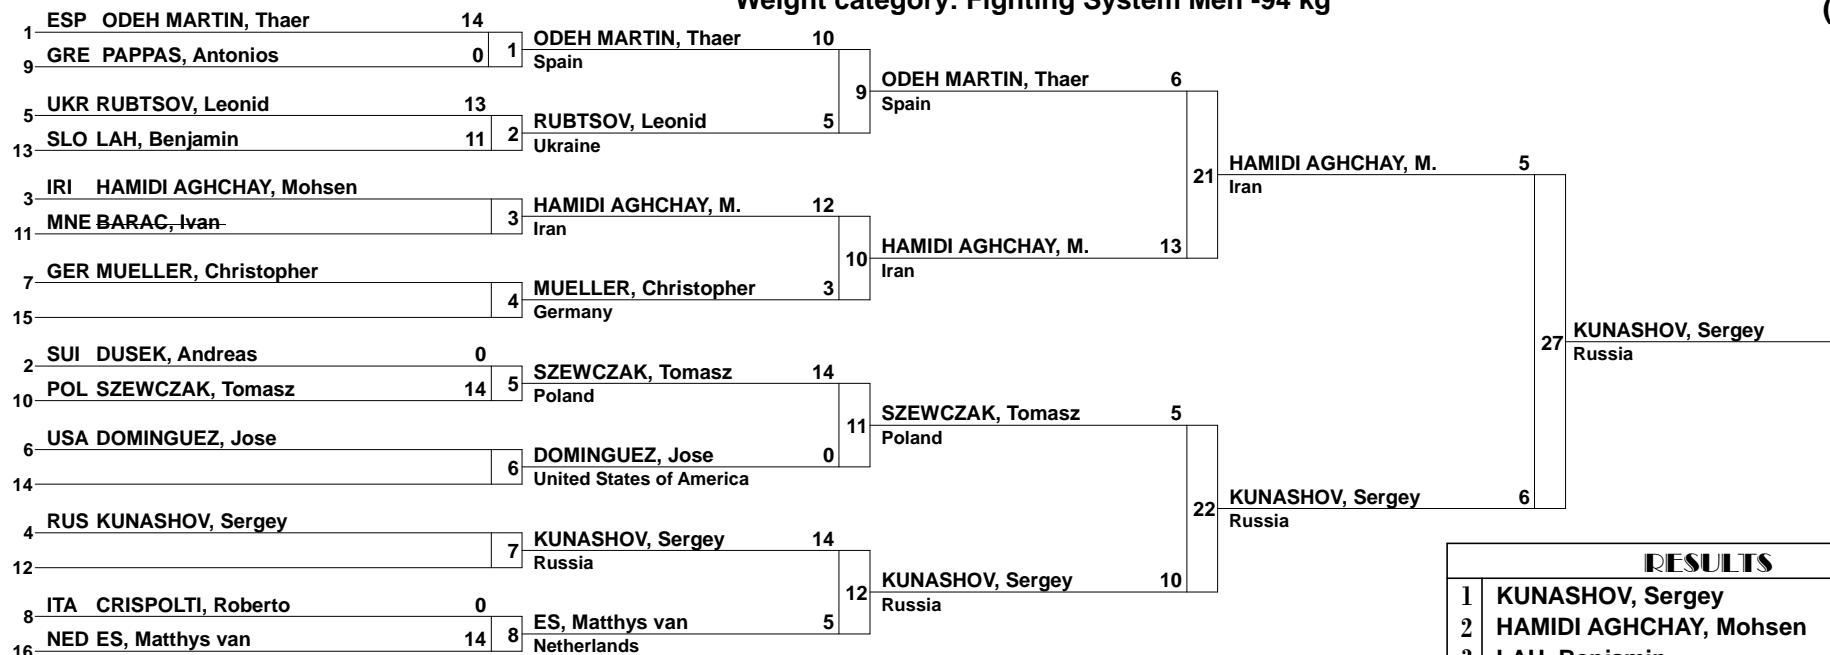 Weight category: Fighting System Men -94 kg
(
1 ESP ODEH MARTIN, Thaer 14
9 GRE PAPPAS, Antonios 0
1 ODEH MARTIN, Thaer 10
Spain
5 UKR RUBTSOV, Leonid 13
13 SLO LAH, Benjamin 11
2 RUBTSOV, Leonid 5
Ukraine
9 ODEH MARTIN, Thaer 6
Spain
3 IRI HAMIDI AGHCHAY, Mohsen
11 MNE BARAC, Ivan
3 HAMIDI AGHCHAY, M. 12
Iran
7 GER MUELLER, Christopher
15
4 MUELLER, Christopher 3
Germany
10 HAMIDI AGHCHAY, M. 13
Iran
21 HAMIDI AGHCHAY, M. 5
Iran
2 SUI DUSEK, Andreas 0
10 POL SZEWCZAK, Tomasz 14
5 SZEWCZAK, Tomasz 14
Poland
6 USA DOMINGUEZ, Jose
14
6 DOMINGUEZ, Jose 0
United States of America
11 SZEWCZAK, Tomasz 5
Poland
4 RUS KUNASHOV, Sergey
12
7 KUNASHOV, Sergey 14
Russia
8 ITA CRISPOLTI, Roberto 0
16 NED ES, Matthys van 14
8 ES, Matthys van 5
Netherlands
12 KUNASHOV, Sergey 10
Russia
22 KUNASHOV, Sergey 6
Russia
27 KUNASHOV, Sergey
Russia
RESULTS
1 KUNASHOV, Sergey
2 HAMIDI AGHCHAY, Mohsen
3 LAH, Benjamin